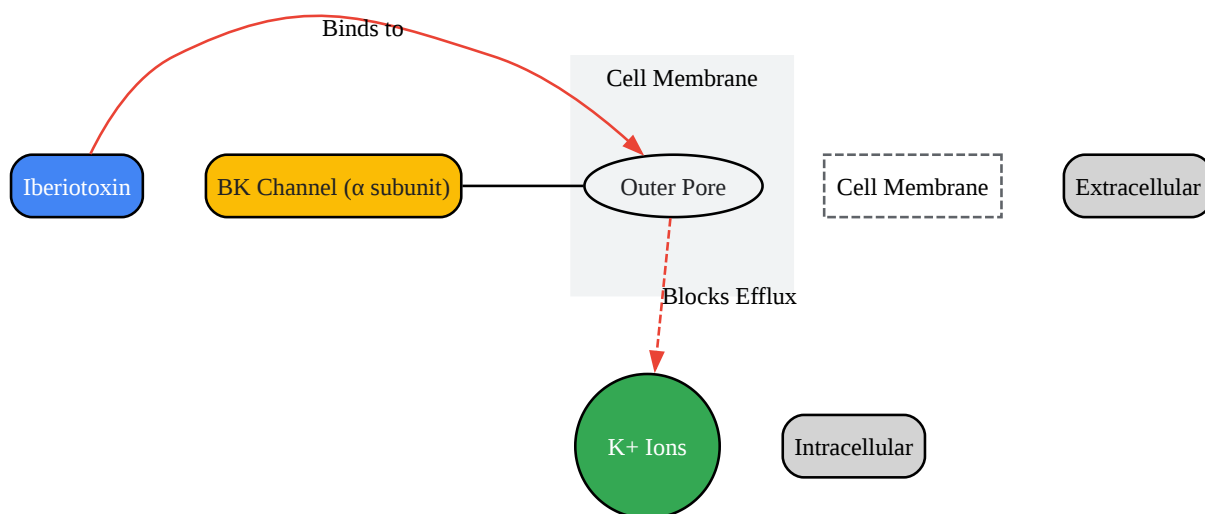 Binds to
Cell Membrane
Iberiotoxin
BK Channel (α subunit)
Outer Pore
Cell Membrane
Extracellular
Blocks Efflux
K+ Ions
Intracellular